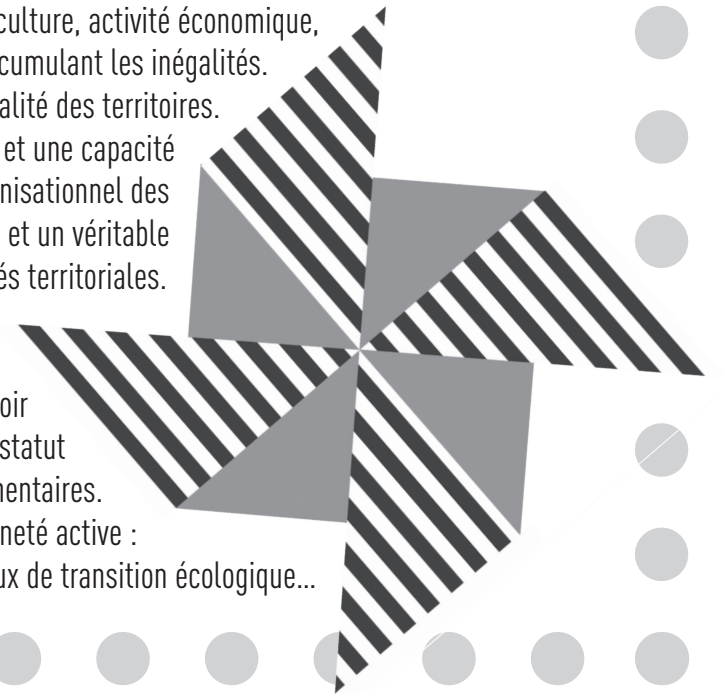 culture, activité économique,
cumulant les inégalités.
alité des territoires.
et une capacité
nisationnel des
et un véritable
és territoriales.
oir
statut
nentaires.
neté active :
ux de transition écologique...